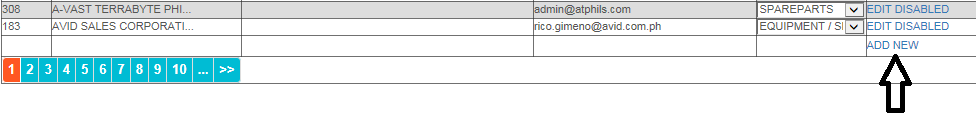 308 A-VAST TERRABYTE PHI... admin@atphils.com SPAREPARTS EDIT DISABLED
183 AVID SALES CORPORATI... rico.gimeno@avid.com.ph EQUIPMENT / SI EDIT DISABLED
ADD NEW
1 2 3 4 5 6 7 8 9 10 ... >>